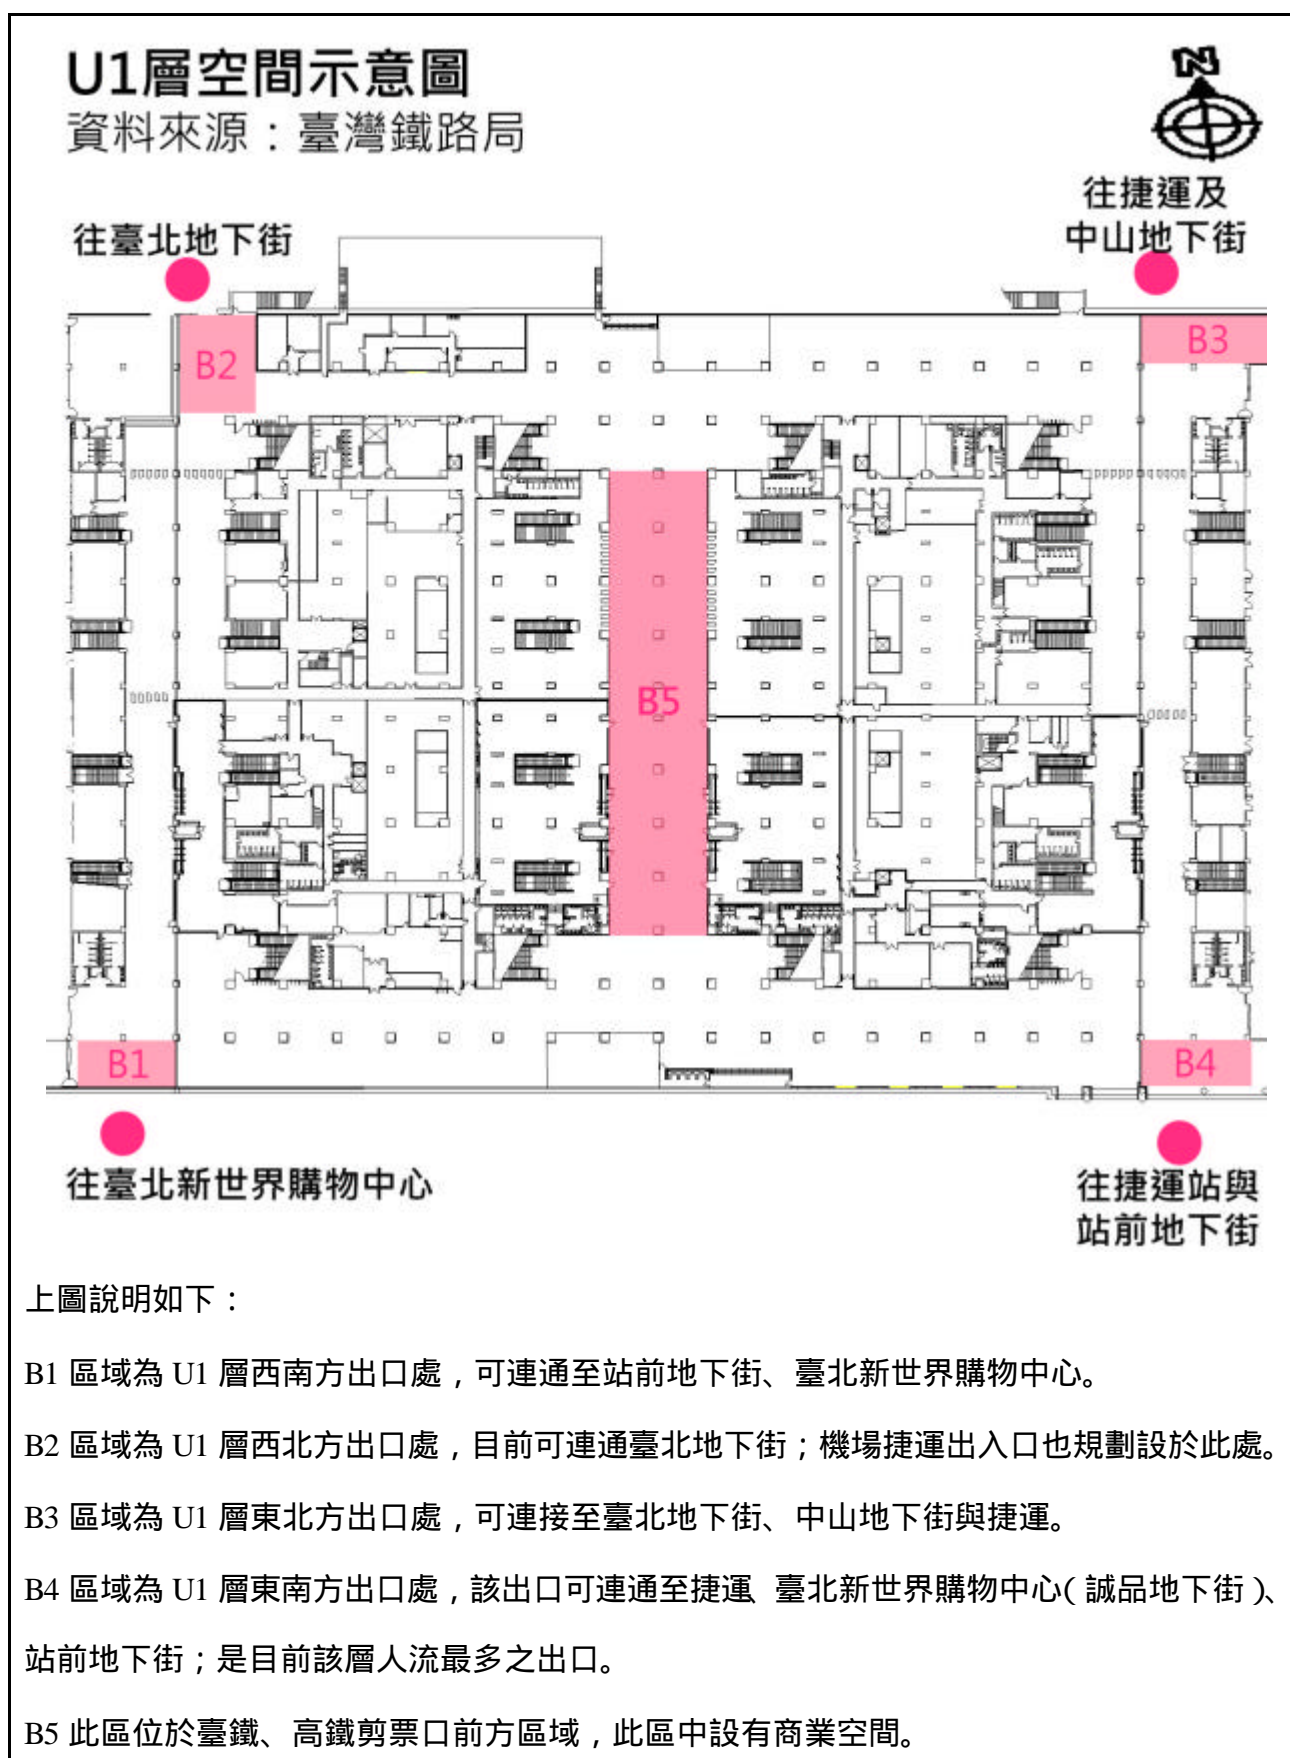 U1層空間示意圖
資料來源：臺灣鐵路局
N
往捷運及
中山地下街
往臺北地下街
B2
B3
B5
B1
B4
往臺北新世界購物中心
往捷運站與
站前地下街
上圖說明如下：
B1 區域為 U1 層西南方出口處，可連通至站前地下街、臺北新世界購物中心。
B2 區域為 U1 層西北方出口處，目前可連通臺北地下街；機場捷運出入口也規劃設於此處。
B3 區域為 U1 層東北方出口處，可連接至臺北地下街、中山地下街與捷運。
B4 區域為 U1 層東南方出口處，該出口可連通至捷運、臺北新世界購物中心（誠品地下街）、
站前地下街；是目前該層人流最多之出口。
B5 此區位於臺鐵、高鐵剪票口前方區域，此區中設有商業空間。